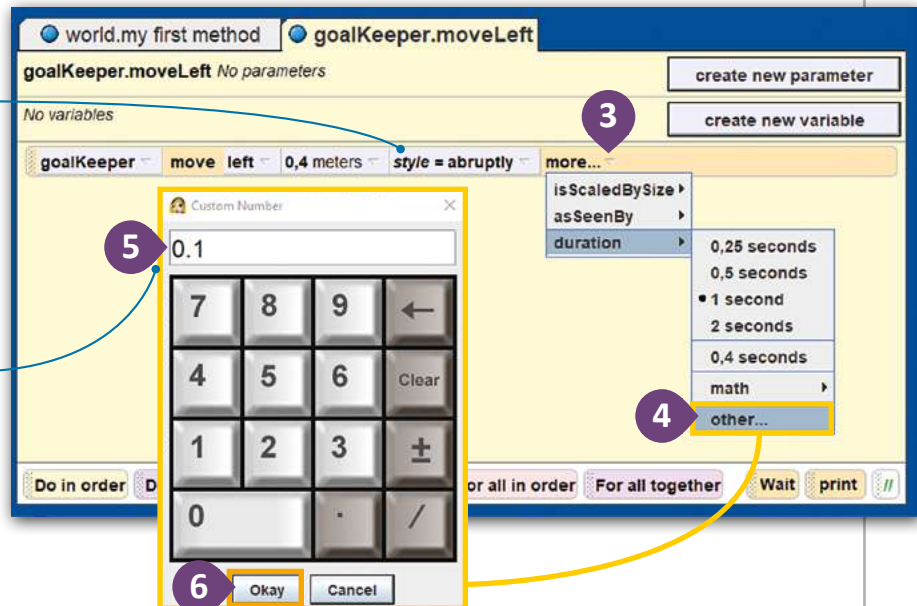 world.my first method
goalKeeper.moveLeft
goalKeeper.moveLeft No parameters
create new parameter
No variables
create new variable
3
goalKeeper move left 0,4 meters style = abruptly more...
isScaledBySize
asSeenBy
duration
0,25 seconds
0,5 seconds
1 second
2 seconds
0,4 seconds
math
other...
4
Custom Number
5
0.1
7 8 9 ←
4 5 6 Clear
1 2 3 ±
0 . /
6
Okay Cancel
Do in order D or all in order For all together Wait print //